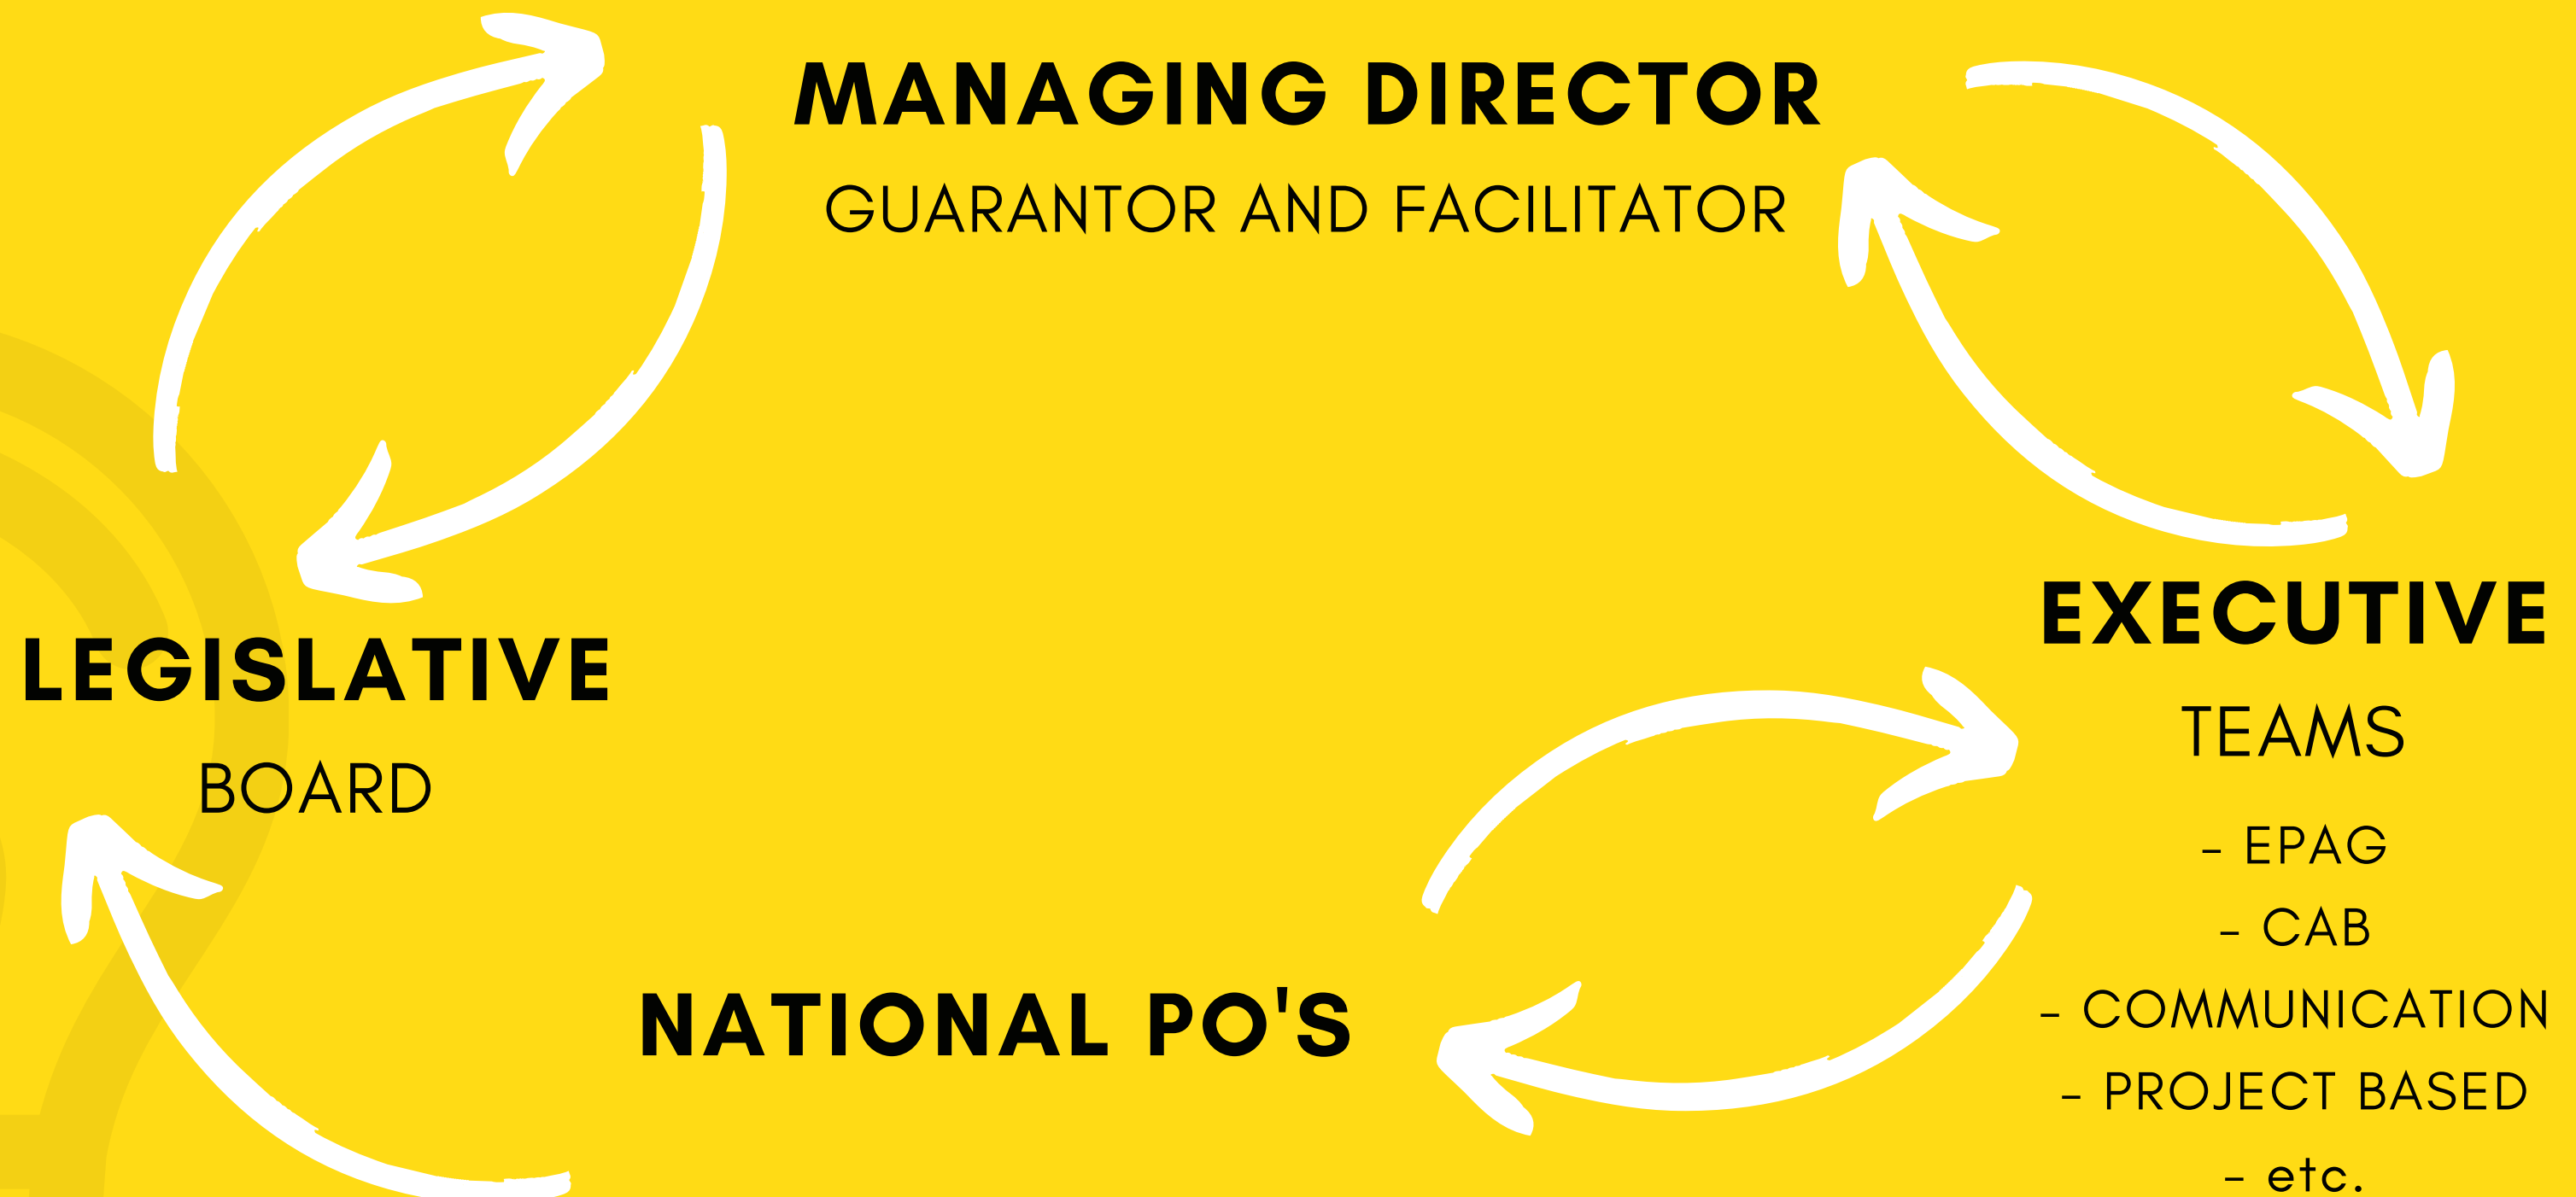 MANAGING DIRECTOR
GUARANTOR AND FACILITATOR
LEGISLATIVE
BOARD
EXECUTIVE
TEAMS
- EPAG
- CAB
- COMMUNICATION
- PROJECT BASED
- etc.
NATIONAL PO'S